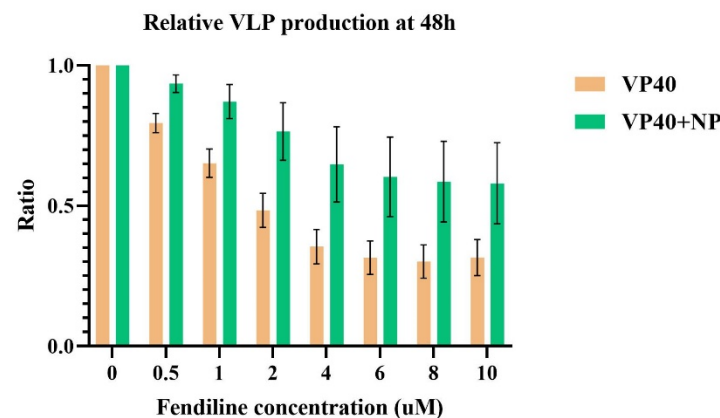 Relative VLP production at 48h
1.0
0.5
0.0
Ratio
0 0.5 1 2 4 6 8 10
Fendiline concentration (uM)
VP40
VP40+NP